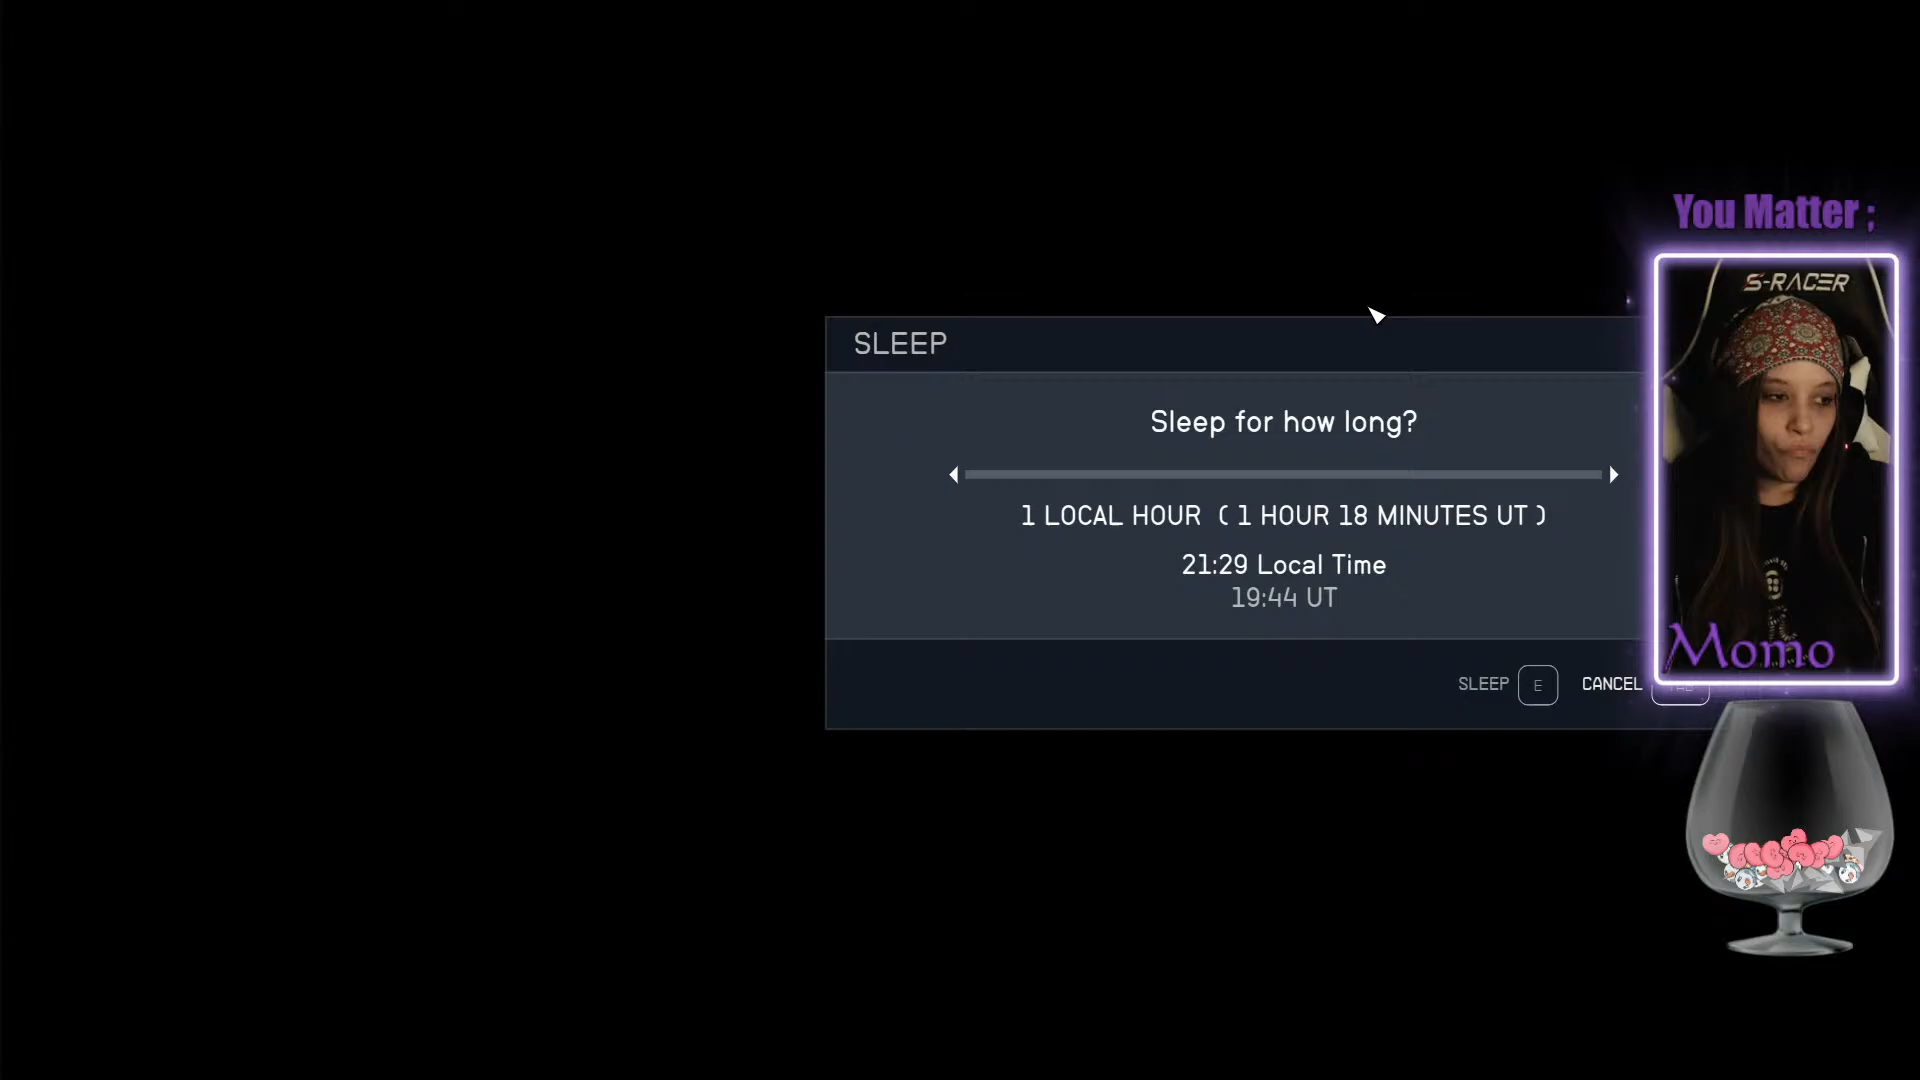 You Matter ;
S-RACER
SLEEP
Sleep for how long?
1 LOCAL HOUR ( 1 HOUR 18 MINUTES UT )
21:29 Local Time
19:44 UT
Momo
SLEEP E CANCEL